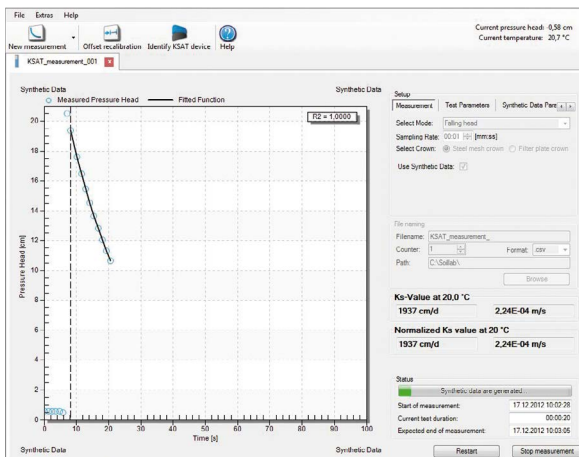 File Extras Help
New measurement Offset recalibration Identify KSAT device Help
Current pressure head: -0,58 cm
Current temperature: 20,7 °C
KSAT_measurement_001
Synthetic Data Synthetic Data
Measured Pressure Head Fitted Function
R2 = 1,0000
Pressure Head [cm]
20
18
16
14
12
10
8
6
4
2
0
0 10 20 30 40 50 60 70 80 90 100
Time [s]
Synthetic Data Synthetic Data
Setup
Measurement Test Parameters Synthetic Data Para
Select Mode: Falling head
Sampling Rate: 00:01 [mm:ss]
Select Crown: Steel mesh crown Filter plate crown
Use Synthetic Data:
File naming
Filename: KSAT_measurement_
Counter: 1 Format: csv
Path: C:\Soillab\
Browse
Ks-Value at 20,0 °C
1937 cm/d 2,24E-04 m/s
Normalized Ks value at 20 °C
1937 cm/d 2,24E-04 m/s
Status
Synthetic data are generated...
Start of measurement: 17.12.2012 10:02:28
Current test duration: 00:00:20
Expected end of measurement: 17.12.2012 10:03:05
Restart Stop measurement